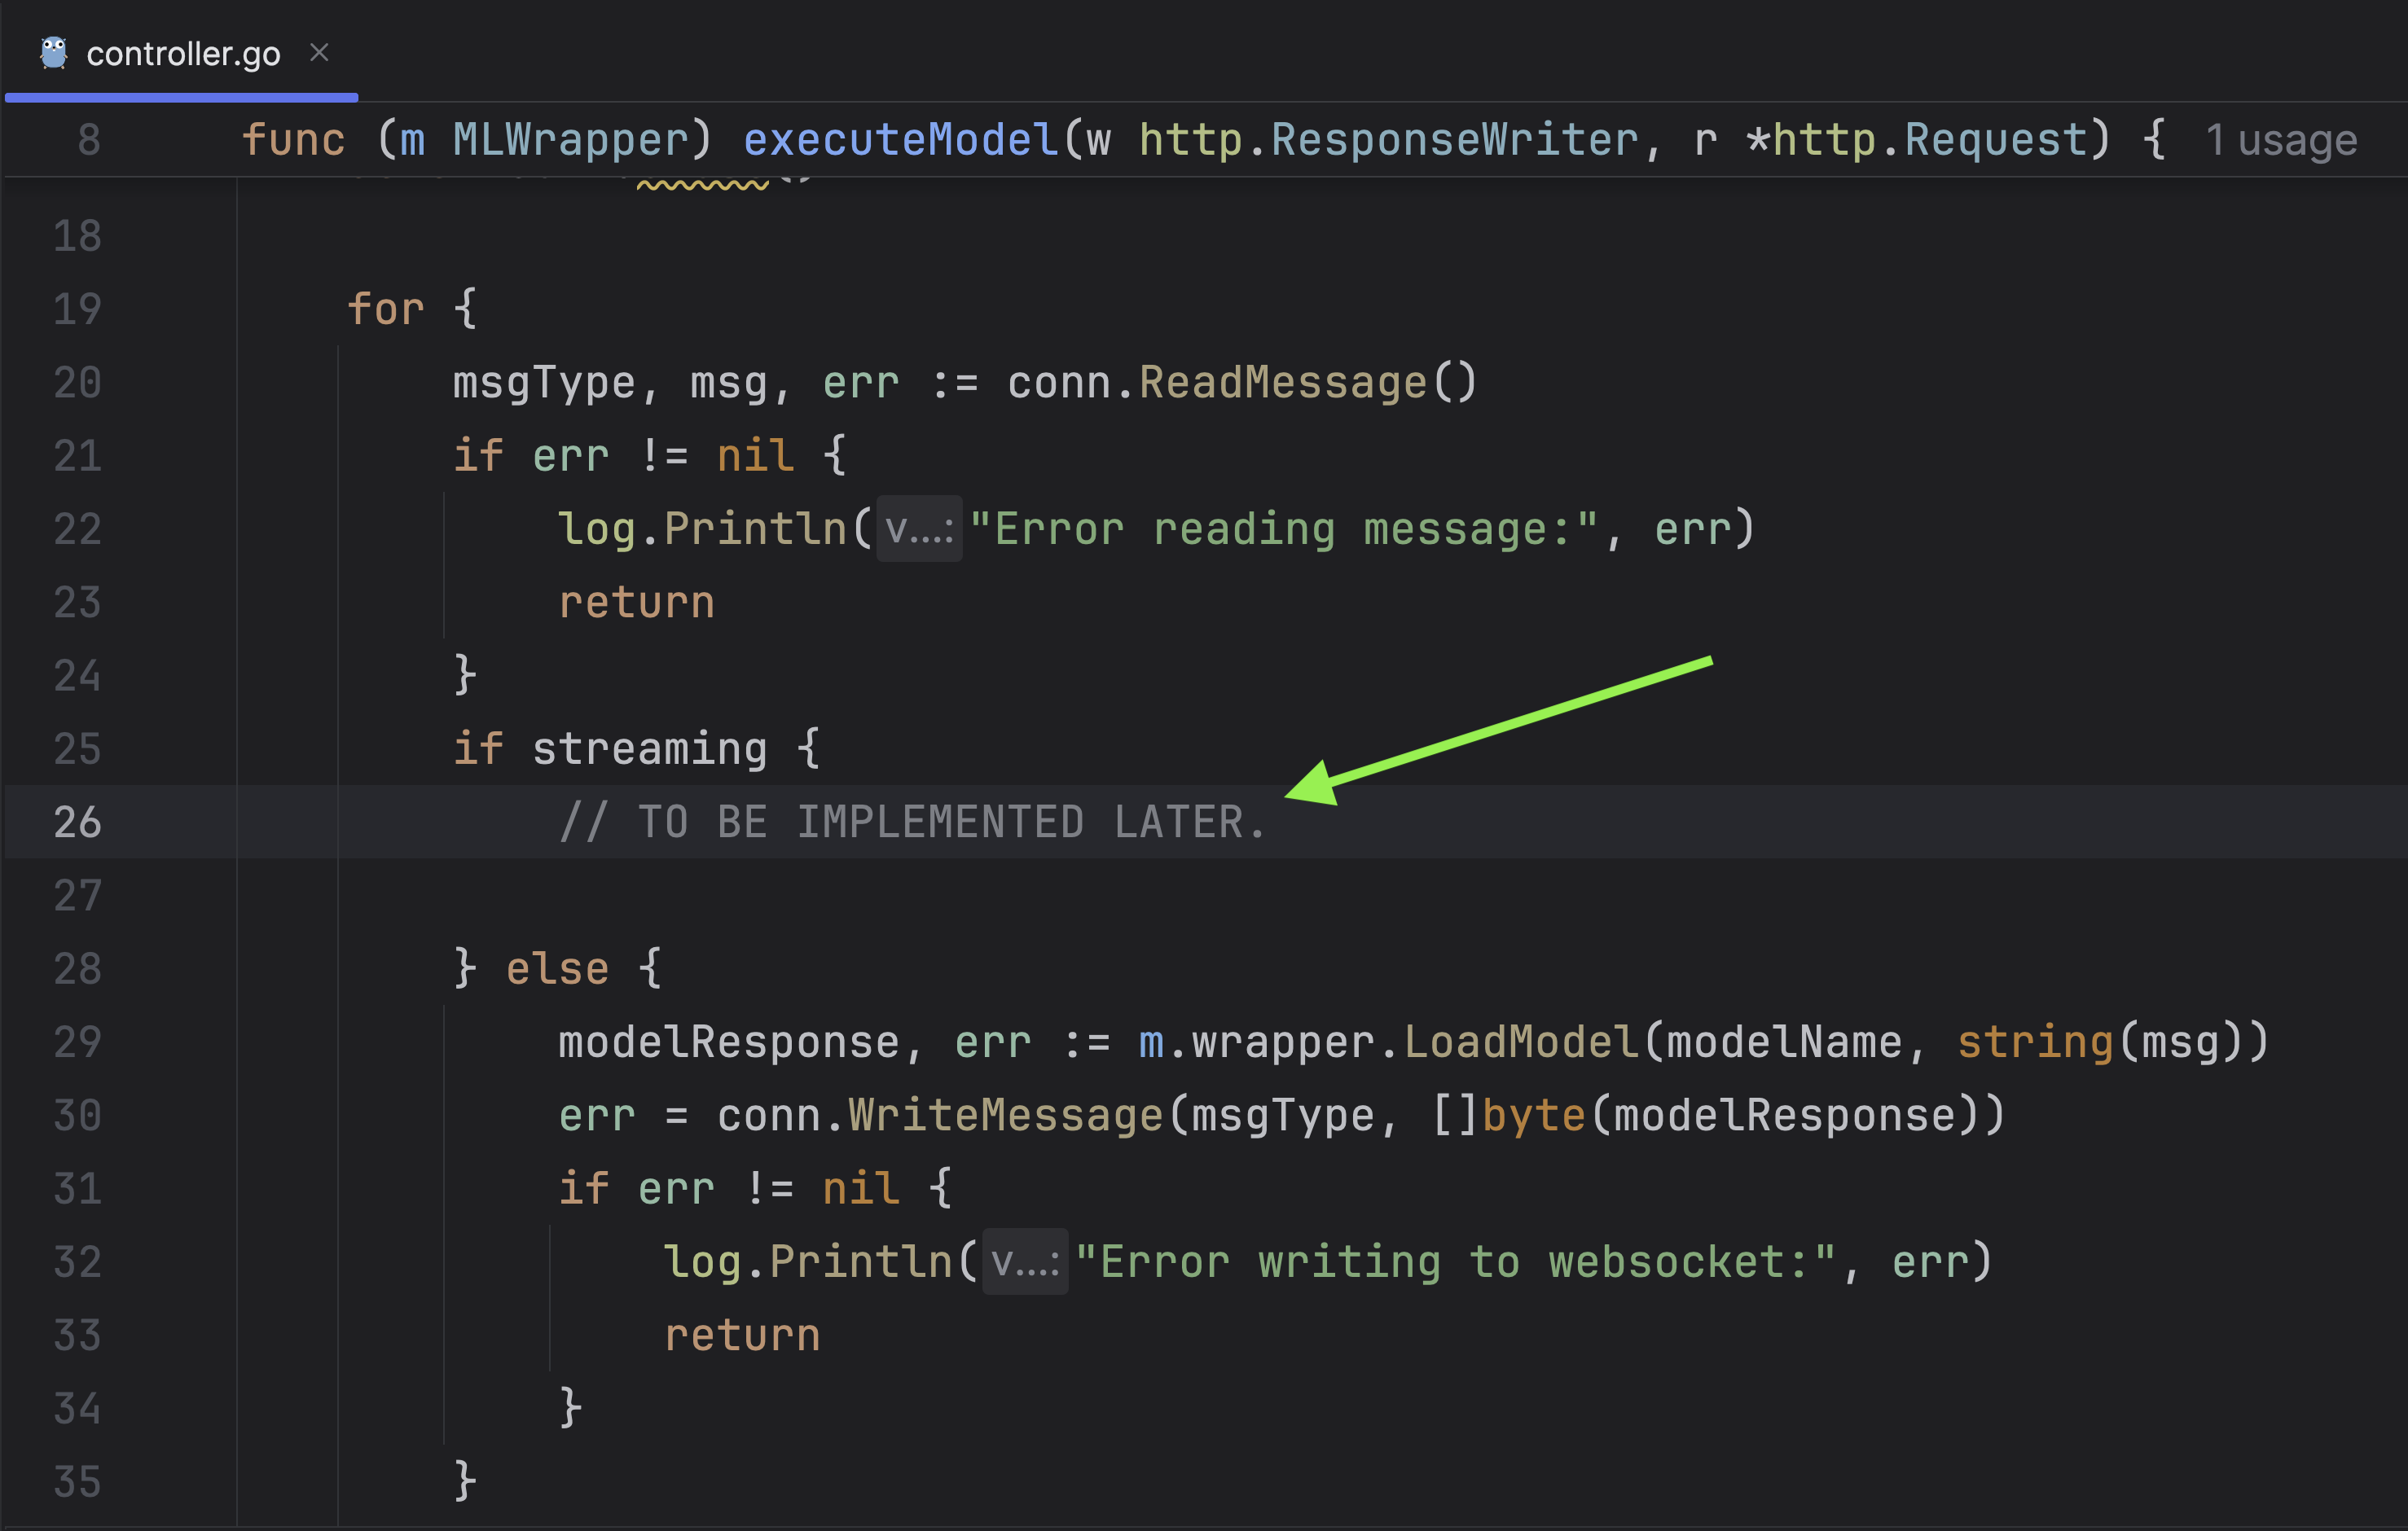 controller.go ×
8 func (m MLWrapper) executeModel(w http.ResponseWriter, r *http.Request) { 1 usage
18
19 for {
20 msgType, msg, err := conn.ReadMessage()
21 if err != nil {
22 log.Println( v...: "Error reading message:", err)
23 return
24 }
25 if streaming {
26 // TO BE IMPLEMENTED LATER.
27
28 } else {
29 modelResponse, err := m.wrapper.LoadModel(modelName, string(msg))
30 err = conn.WriteMessage(msgType, []byte(modelResponse))
31 if err != nil {
32 log.Println( v...: "Error writing to websocket:", err)
33 return
34 }
35 }